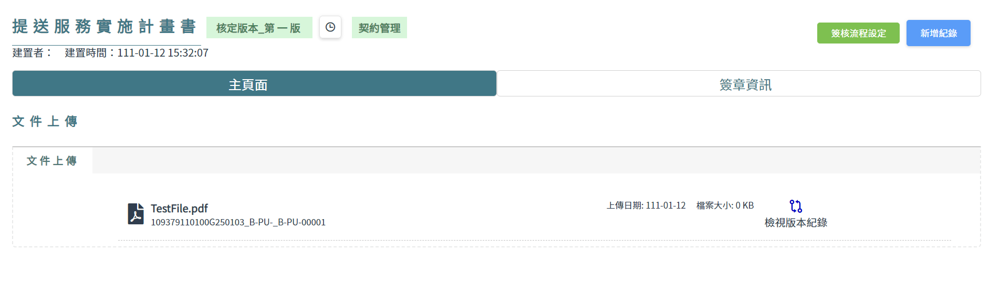 提送服務實施計畫書 核定版本_第一版 契約管理
簽核流程設定 新增紀錄
建置者： 建置時間：111-01-12 15:32:07
主頁面 簽章資訊
文件上傳
文件上傳
TestFile.pdf
109379110100G250103_B-PU-_B-PU-00001
上傳日期: 111-01-12 檔案大小: 0 KB
檢視版本紀錄